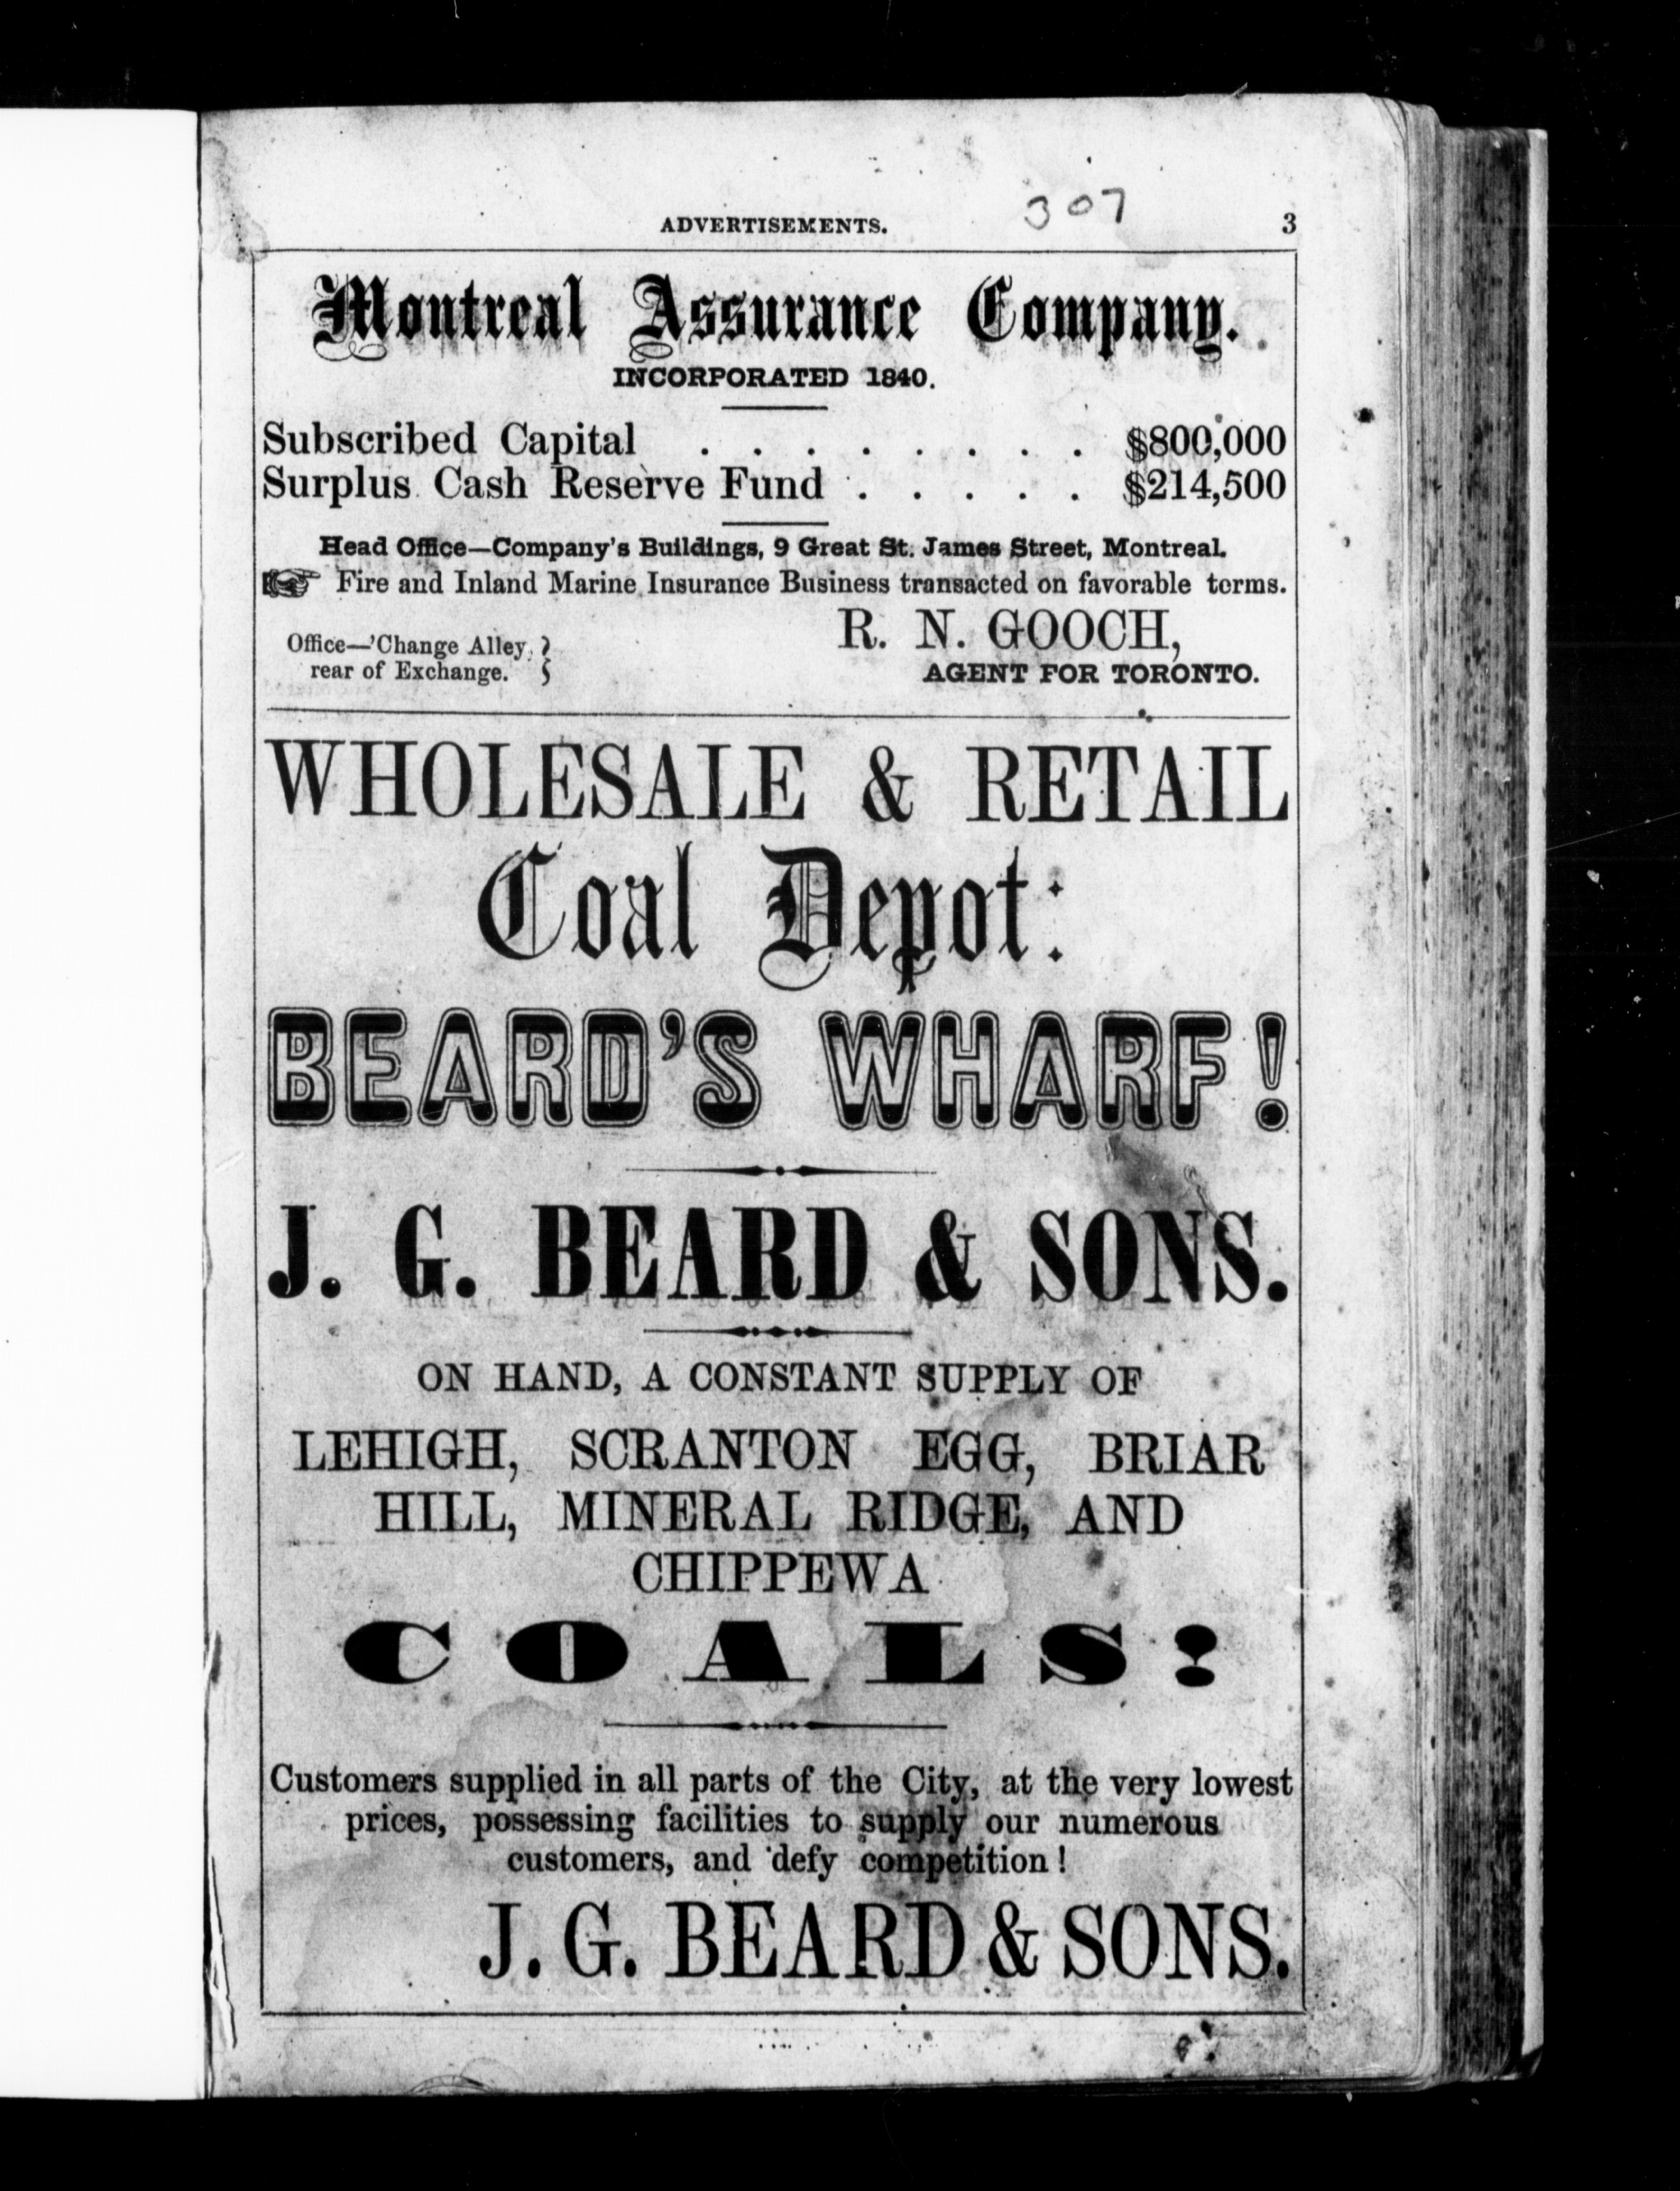 307
ADVERTISEMENTS. 3
Montreal Assurance Company.
INCORPORATED 1840.
Subscribed Capital . . . . . . . . $800,000
Surplus Cash Reserve Fund . . . . . $214,500
Head Office—Company's Buildings, 9 Great St. James Street, Montreal.
☞ Fire and Inland Marine Insurance Business transacted on favorable terms.
R. N. GOOCH,
Office—'Change Alley, }
rear of Exchange. }
AGENT FOR TORONTO.
WHOLESALE & RETAIL
Coal Depot:
BEARD'S WHARF!
J. G. BEARD & SONS.
ON HAND, A CONSTANT SUPPLY OF
LEHIGH, SCRANTON EGG, BRIAR
HILL, MINERAL RIDGE, AND
CHIPPEWA
COALS:
Customers supplied in all parts of the City, at the very lowest
prices, possessing facilities to supply our numerous
customers, and defy competition!
J. G. BEARD & SONS.